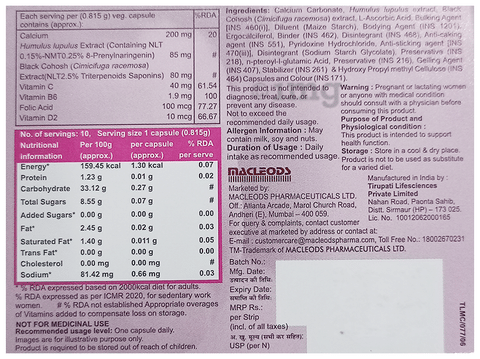 Each serving per (0.815 g) veg. capsule %RDA
contains (approx.)
Calcium 200 mg 20
Humulus lupulus Extract (Containing NLT
0.15%-NMT0.25% 8-Prenylnaringenin) 85 mg #
Black Cohosh (Cimicifuga racemosa)
Extract(NLT2.5% Triterpenoids Saponins) 80 mg #
Vitamin C 40 mg 61.54
Vitamin B6 1.9 mg 100
Folic Acid 100 mcg 77.27
Vitamin D2 10 mcg 66.67
No. of servings: 10, Serving size 1 capsule (0.815g)
Nutritional Per 100g per capsule % RDA
Information (approx.) (approx.) per serve
Energy* 159.45 kcal 1.30 kcal 0.07
Protein 1.23 g 0.01 g 0.02
Carbohydrate 33.12 g 0.27 g #
Total Sugars 8.55 g 0.07 g #
Added Sugars* 0.00 g 0.00 g 0.00
Fat* 2.45 g 0.02 g 0.03
Saturated Fat* 1.40 g 0.011 g 0.05
Trans Fat* 0.00 g 0.00 g 0.00
Cholesterol 0.00 mg 0.00 mg #
Sodium* 81.42 mg 0.66 mg 0.03
* % RDA expressed based on 2000kcal diet for adults.
% RDA expressed as per ICMR 2020, for sedentary work
women. # % RDA not established Appropriate overages
of Vitamins added to compensate loss on storage.
NOT FOR MEDICINAL USE
Recommended usage level: One capsule daily.
Images are for illustrative purpose only.
Product is required to be stored out of reach of children.
Ingredients: Calcium Carbonate, Humulus lupulus extract, Black
Cohosh (Cimicifuga racemosa) extract, L-Ascorbic Acid, Bulking Agent
[INS 460(i)], Diluent (Maize Starch), Bodying Agent (INS 1201),
Ergocalciferol, Binder (INS 462), Disintegrant (INS 468), Anti-caking
agent (INS 551), Pyridoxine Hydrochloride, Anti-sticking agent (INS
470(iii)), Disintegrant (Sodium Starch Glycolate), Preservative (INS
218), n-pteroyl-l-glutamic Acid, Preservative (INS 216), Gelling Agent
(INS 407), Stabilizer (INS 261) & Hydroxy Propyl methyl Cellulose (INS
464) Capsules and Colour (INS 171).
This product is not intended to
diagnose, treat, cure or
prevent any disease.
Not to exceed the
recommended daily usage.
Allergen Information : May
contain milk, soy and nuts.
Duration of Usage : Daily
intake as recommended usage.
Warning : Pregnant or lactating women
or anyone with medical condition
should consult with a physician before
consuming this product.
Purpose of Product and
Physiological condition :
This product is intended to support
health function.
Storage : Store in a cool & dry place.
Product is not to be used as substitute
for a varied diet.
MACLEODS
Marketed by:
MACLEODS PHARMACEUTICALS LTD.
Off.: Atlanta Arcade, Marol Church Road,
Andheri (E), Mumbai – 400 059.
For query & complaints, contact customer
executive at marketed by address or contact at:
E-mail : customercare@macleodspharma.com, Toll Free No.: 18002670231
TM-Trademark of MACLEODS PHARMACEUTICALS LTD.
Manufactured in India by :
Tirupati Lifesciences
Private Limited
Nahan Road, Paonta Sahib,
Distt. Sirmaur (HP) – 173 025.
Lic. No. 10012062000165
Batch No.:
Mfg. Date:
उत्पादन की तिथि:
Expiry Date:
समाप्ति की तिथि:
MRP Rs.:
per Strip
(incl. of all taxes)
अ. खु. मूल्य (सभी कर सहित):
USP (per N)
TLMC/077/06